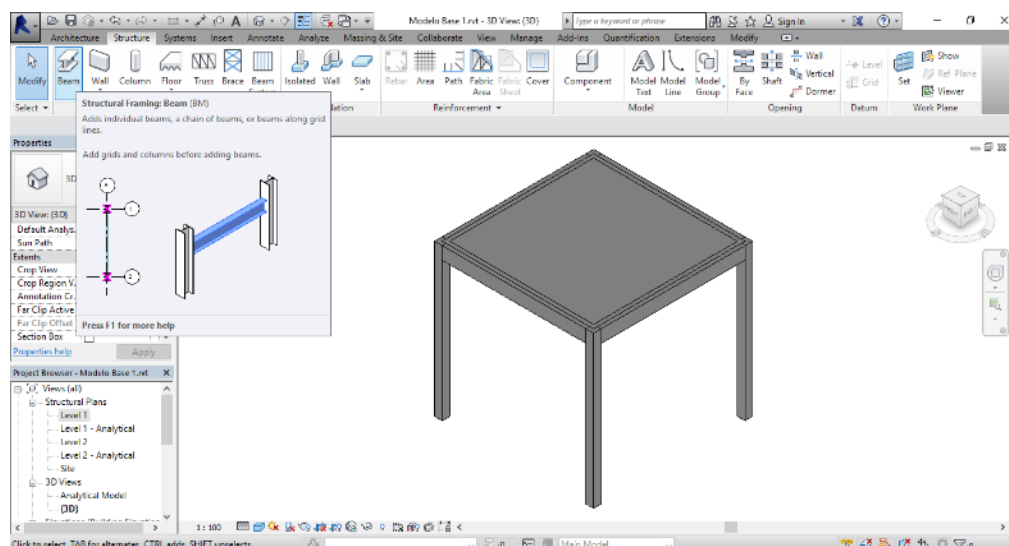 Modelo Base 1.rvt - 3D View: {3D}
Type a keyword or phrase
Sign In
Architecture Structure Systems Insert Annotate Analyze Massing & Site Collaborate View Manage Add-Ins Quantification Extensions Modify
Modify Beam Wall Column Floor Truss Brace Beam Isolated Wall Slab Rebar Area Path Fabric Area Fabric Sheet Cover Component Model Text Model Line Model Group By Face Shaft Wall Vertical Dormer Level Grid Set Show Ref Plane Viewer
Select Reinforcement Model Opening Datum Work Plane
Structural Framing: Beam (BM)
Adds individual beams, a chain of beams, or beams along grid
lines.
Add grids and columns before adding beams.
1
2
Press F1 for more help
Properties
3D View: {3D}
Default Analys..
Sun Path
Extents
Crop View
Crop Region V..
Annotation Cr..
Far Clip Active
Far Clip Offset
Section Box
Properties help Apply
Project Browser - Modelo Base 1.rvt
Views (all)
Structural Plans
Level 1
Level 1 - Analytical
Level 2
Level 2 - Analytical
Site
3D Views
Analytical Model
{3D}
1 : 100
Click to select, TAB for alternates, CTRL adds, SHIFT unselects.
Main Model